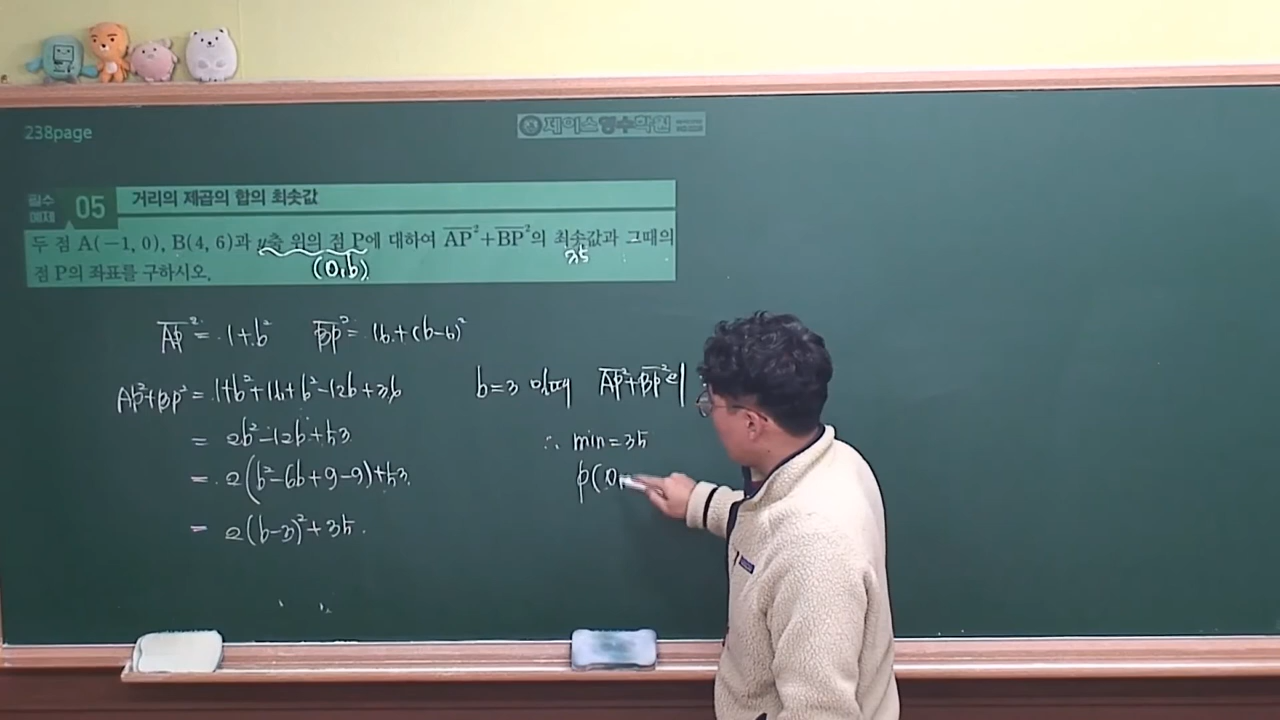 238page
제이스영수학원
필수 예제 05 거리의 제곱의 합의 최솟값
두 점 A(−1, 0), B(4, 6)과 y축 위의 점 P에 대하여 AP²+BP²의 최솟값과 그때의
35
점 P의 좌표를 구하시오.
(0,b)
AP² = 1+b² BP² = 16+(b-6)²
AP²+BP² = 1+b²+16+b²-12b+36
b=3 일때 AP²+BP²의
= 2b²-12b+53
∴ min=35
= 2(b²-6b+9-9)+53
P(0,
= 2(b-3)²+35